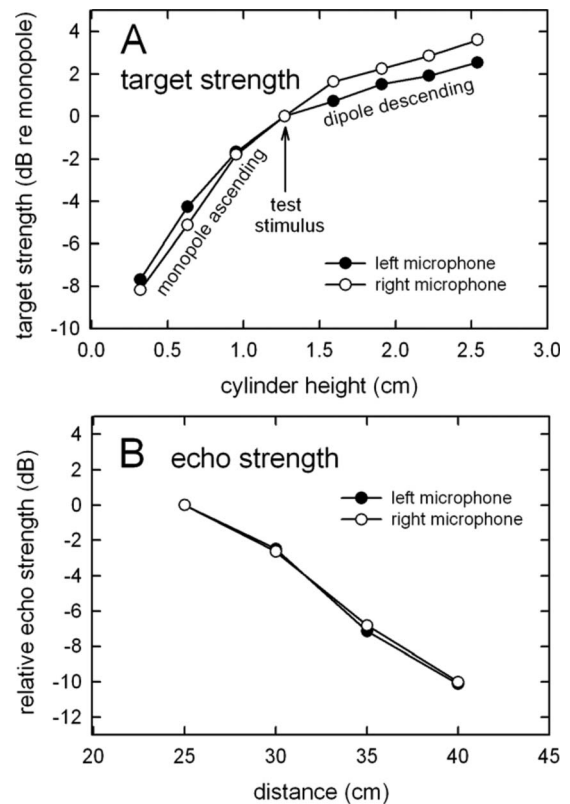 A
target strength
target strength (dB re monopole)
4
2
0
-2
-4
-6
-8
-10
monopole ascending
dipole descending
test
stimulus
left microphone
right microphone
0.0 0.5 1.0 1.5 2.0 2.5 3.0
cylinder height (cm)
B echo strength
relative echo strength (dB)
4
2
0
-2
-4
-6
-8
-10
-12
left microphone
right microphone
20 25 30 35 40 45
distance (cm)